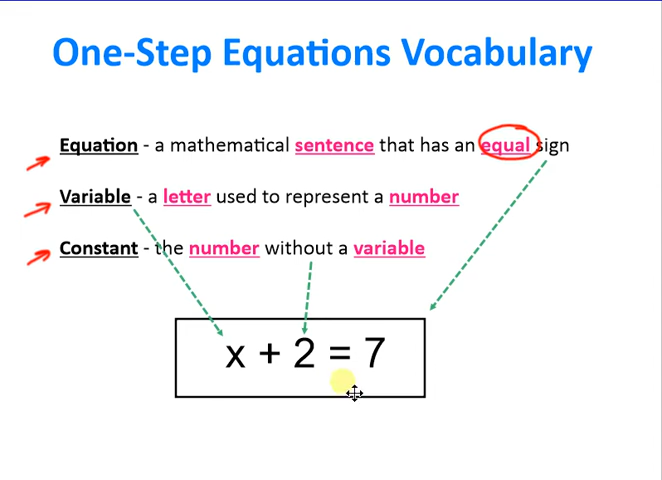 One-Step Equations Vocabulary
Equation - a mathematical sentence that has an equal sign
Variable - a letter used to represent a number
Constant - the number without a variable
x + 2 = 7